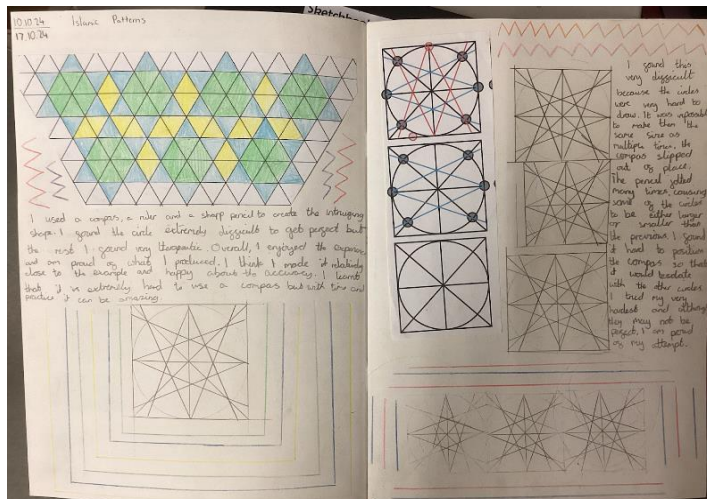 Sketchbook
10.10.24 Islamic Patterns
17.10.24
I used a compass, a ruler and a sharp pencil to create the intriguing
shape. I found the circle extremely difficult to get perfect but
the rest I found very therapeutic. Overall, I enjoyed the experience
and am proud of what I produced. I think I made it relatively
close to the example and happy about the accuracy. I learnt
that it's extremely hard to use a compass but with time and
practice it can be amazing.
I found this
very difficult
because the circles
were very hard to
draw. It was
to make them the
same size as
multiple times, the
compass slipped
out of place.
The pencil
many times, causing
some of the circles
to be either larger
or smaller than
the previous. I found
it hard to position
the compass so that
it would
with the other circles.
I tried my very
hardest and although
they may not be
perfect, I am proud
of my attempt.